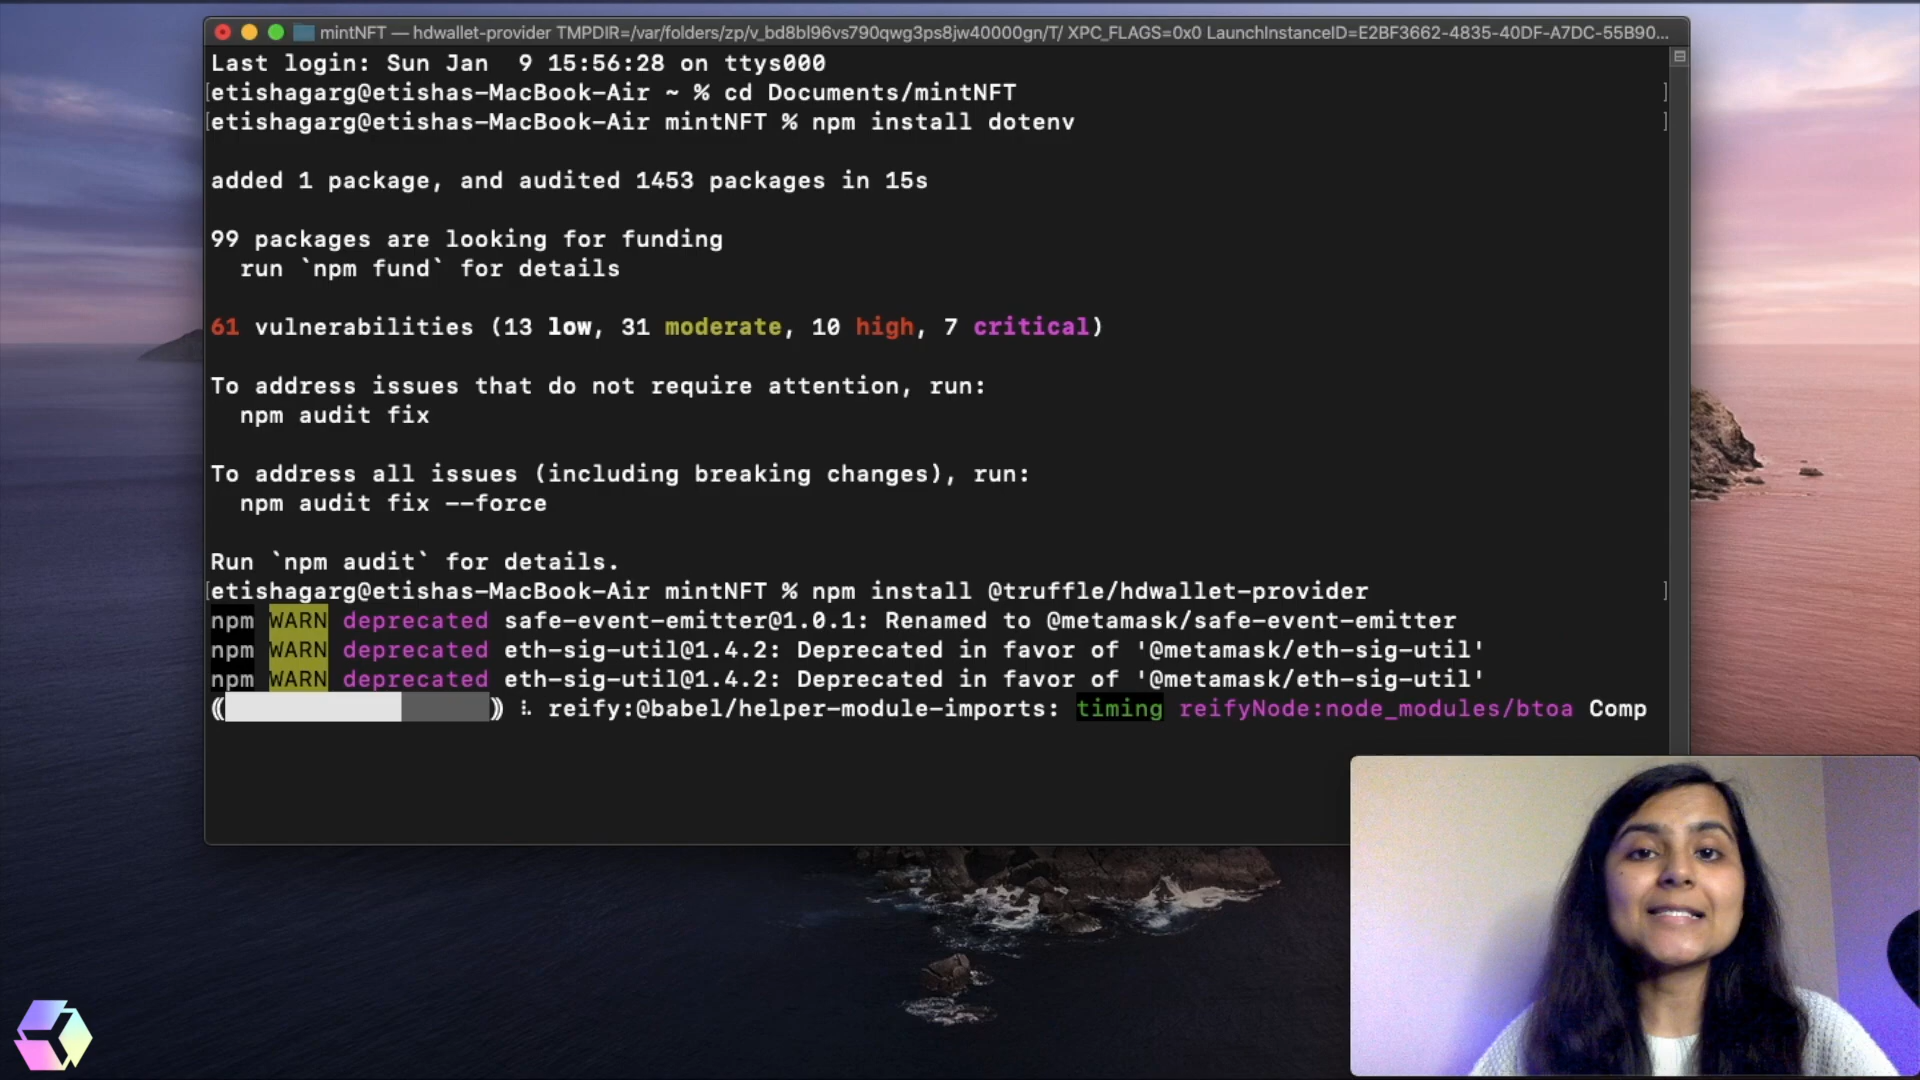 mintNFT — hdwallet-provider TMPDIR=/var/folders/zp/v_bd8bl96vs790qwg3ps8jw40000gn/T/ XPC_FLAGS=0x0 LaunchInstanceID=E2BF3662-4835-40DF-A7DC-55B90...
Last login: Sun Jan  9 15:56:28 on ttys000
[etishagarg@etishas-MacBook-Air ~ % cd Documents/mintNFT ]
[etishagarg@etishas-MacBook-Air mintNFT % npm install dotenv ]
added 1 package, and audited 1453 packages in 15s
99 packages are looking for funding
run `npm fund` for details
61 vulnerabilities (13 low, 31 moderate, 10 high, 7 critical)
To address issues that do not require attention, run:
npm audit fix
To address all issues (including breaking changes), run:
npm audit fix --force
Run `npm audit` for details.
[etishagarg@etishas-MacBook-Air mintNFT % npm install @truffle/hdwallet-provider ]
npm WARN deprecated safe-event-emitter@1.0.1: Renamed to @metamask/safe-event-emitter
npm WARN deprecated eth-sig-util@1.4.2: Deprecated in favor of '@metamask/eth-sig-util'
npm WARN deprecated eth-sig-util@1.4.2: Deprecated in favor of '@metamask/eth-sig-util'
(                  ) ⠧ reify:@babel/helper-module-imports: timing reifyNode:node_modules/btoa Comp